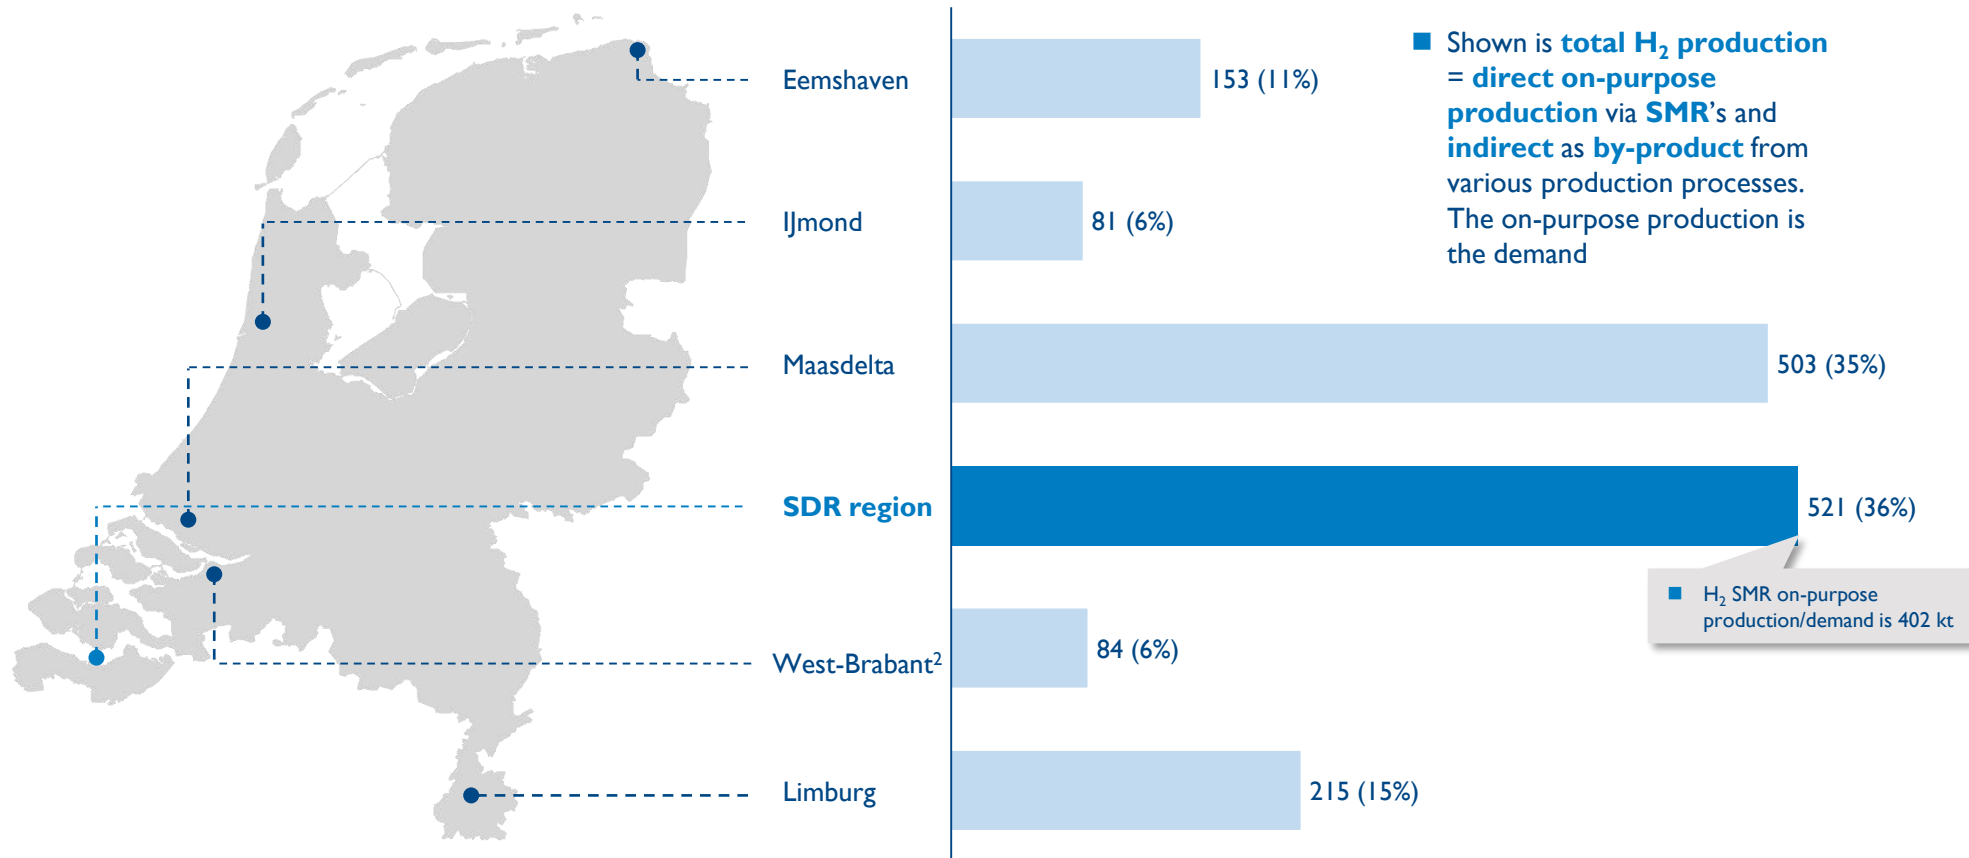 Eemshaven
153 (11%)
IJmond
81 (6%)
Maasdelta
503 (35%)
SDR region
521 (36%)
West-Brabant²
84 (6%)
Limburg
215 (15%)
■ Shown is total H₂ production
= direct on-purpose
production via SMR's and
indirect as by-product from
various production processes.
The on-purpose production is
the demand
■ H₂ SMR on-purpose
production/demand is 402 kt